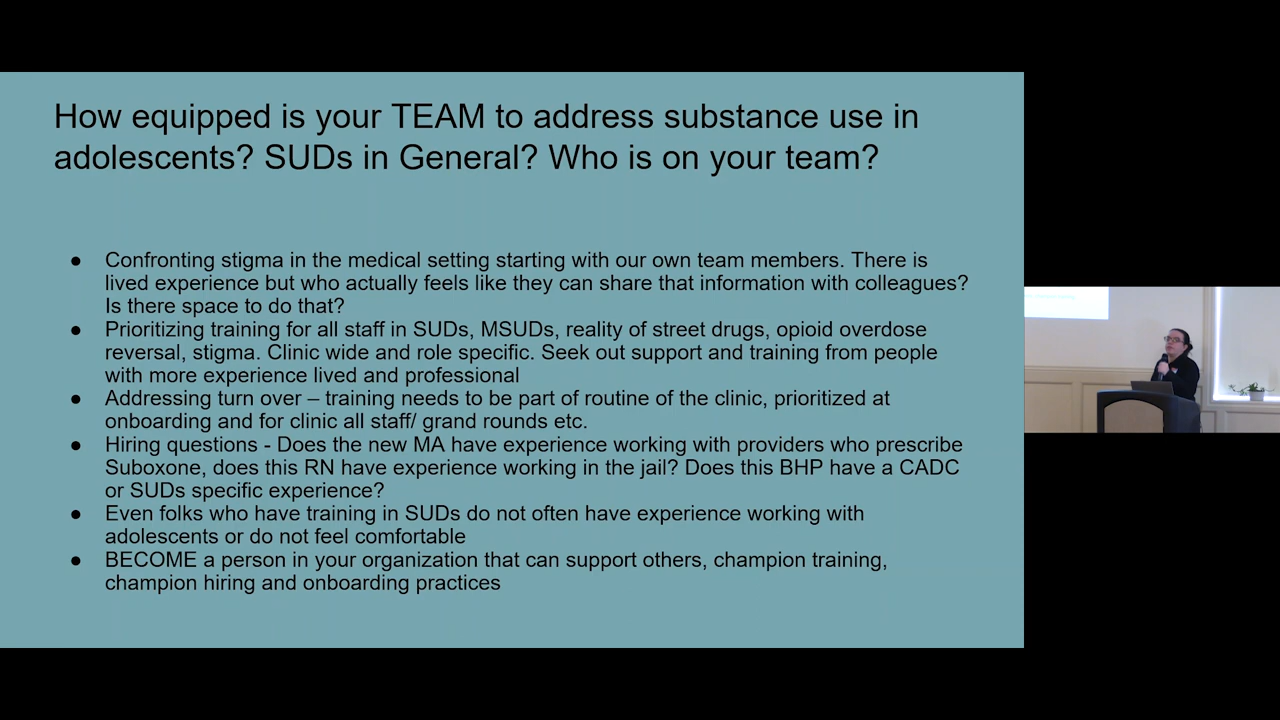 How equipped is your TEAM to address substance use in
adolescents? SUDs in General? Who is on your team?
● Confronting stigma in the medical setting starting with our own team members. There is
lived experience but who actually feels like they can share that information with colleagues?
Is there space to do that?
● Prioritizing training for all staff in SUDs, MSUDs, reality of street drugs, opioid overdose
reversal, stigma. Clinic wide and role specific. Seek out support and training from people
with more experience lived and professional
● Addressing turn over – training needs to be part of routine of the clinic, prioritized at
onboarding and for clinic all staff/ grand rounds etc.
● Hiring questions - Does the new MA have experience working with providers who prescribe
Suboxone, does this RN have experience working in the jail? Does this BHP have a CADC
or SUDs specific experience?
● Even folks who have training in SUDs do not often have experience working with
adolescents or do not feel comfortable
● BECOME a person in your organization that can support others, champion training,
champion hiring and onboarding practices